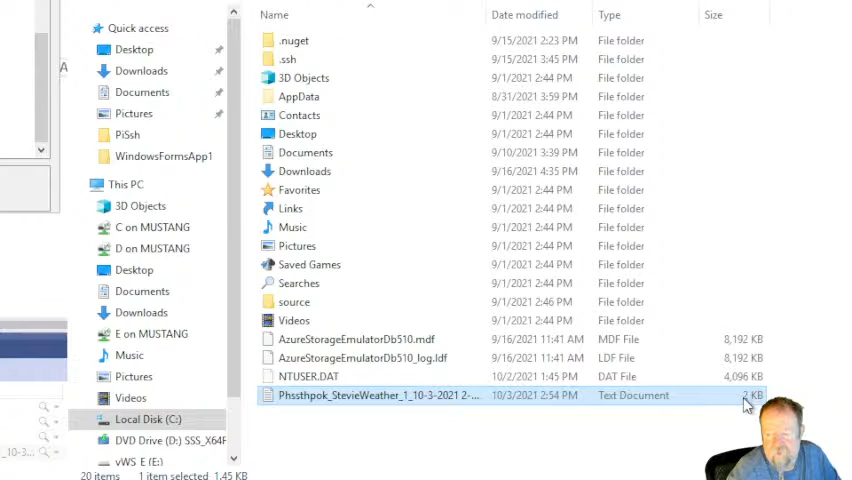 Name Date modified Type Size
Quick access
Desktop
Downloads
Documents
Pictures
PiSsh
WindowsFormsApp1
This PC
3D Objects
C on MUSTANG
D on MUSTANG
Desktop
Documents
Downloads
E on MUSTANG
Music
Pictures
Videos
Local Disk (C:)
DVD Drive (D:) SSS_X64F
vWS_E (E:)
.nuget 9/15/2021 2:23 PM File folder
.ssh 9/15/2021 3:45 PM File folder
3D Objects 9/1/2021 2:44 PM File folder
AppData 8/31/2021 3:59 PM File folder
Contacts 9/1/2021 2:44 PM File folder
Desktop 9/1/2021 2:44 PM File folder
Documents 9/10/2021 3:39 PM File folder
Downloads 9/16/2021 4:35 PM File folder
Favorites 9/1/2021 2:44 PM File folder
Links 9/1/2021 2:44 PM File folder
Music 9/1/2021 2:44 PM File folder
Pictures 9/1/2021 2:44 PM File folder
Saved Games 9/1/2021 2:44 PM File folder
Searches 9/1/2021 2:44 PM File folder
source 9/1/2021 2:46 PM File folder
Videos 9/1/2021 2:44 PM File folder
AzureStorageEmulatorDb510.mdf 9/16/2021 11:41 AM MDF File 8,192 KB
AzureStorageEmulatorDb510_log.ldf 9/16/2021 11:41 AM LDF File 8,192 KB
NTUSER.DAT 10/2/2021 1:45 PM DAT File 4,096 KB
Phssthpok_StevieWeather_1_10-3-2021 2-... 10/3/2021 2:54 PM Text Document 2 KB
20 items 1 item selected 1.45 KB
A
_10-3...